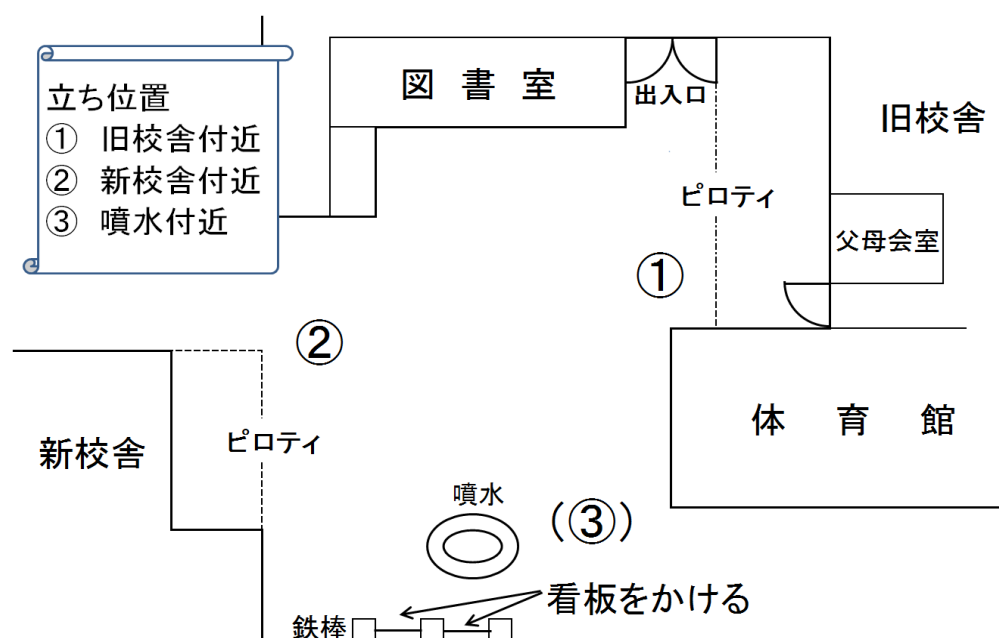 立ち位置
① 旧校舎付近
② 新校舎付近
③ 噴水付近
図書室
出入口
旧校舎
ピロティ
父母会室
①
②
体育館
新校舎
ピロティ
噴水
(③)
看板をかける
鉄棒